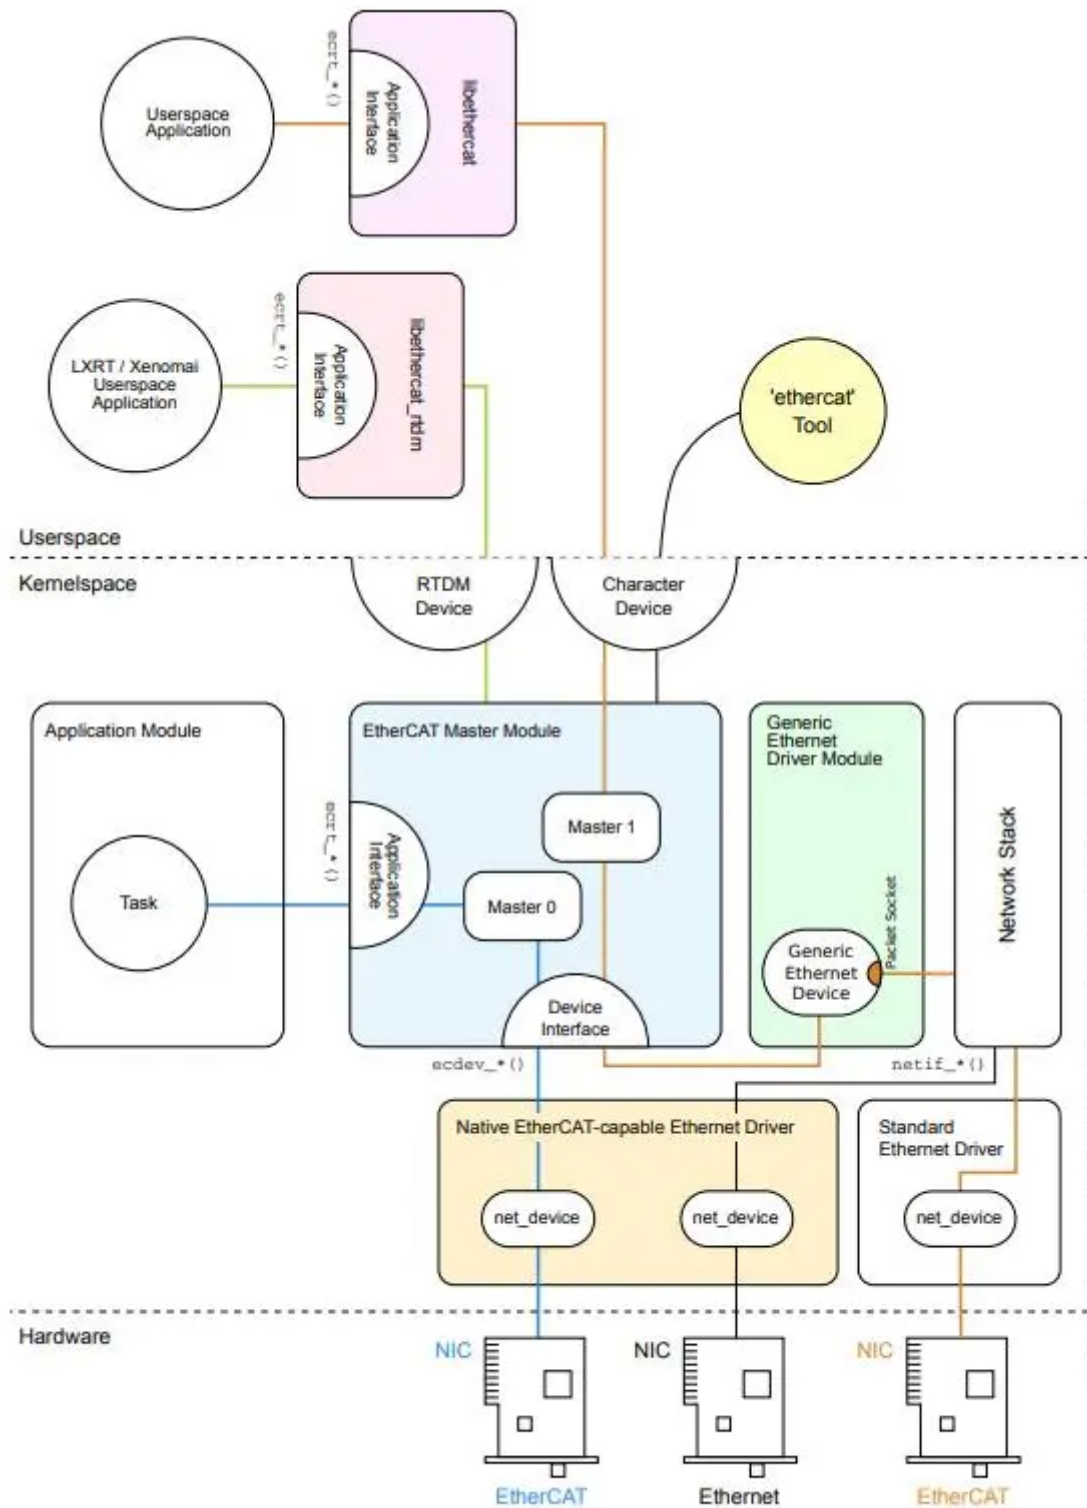 ecrt_*()
Application
Interface
libethercat
Userspace
Application
ecrt_*()
Application
Interface
libethercat_rtdm
LXRT / Xenomai
Userspace
Application
'ethercat'
Tool
Userspace
Kernelspace
RTDM
Device
Character
Device
Application Module
EtherCAT Master Module
Generic
Ethernet
Driver Module
Network Stack
ecrt_*()
Application
Interface
Master 1
Task
Master 0
Packet Socket
Generic
Ethernet
Device
Device
Interface
ecdev_*()
netif_*()
Native EtherCAT-capable Ethernet Driver
Standard
Ethernet Driver
net_device
net_device
net_device
Hardware
NIC
NIC
NIC
EtherCAT
Ethernet
EtherCAT